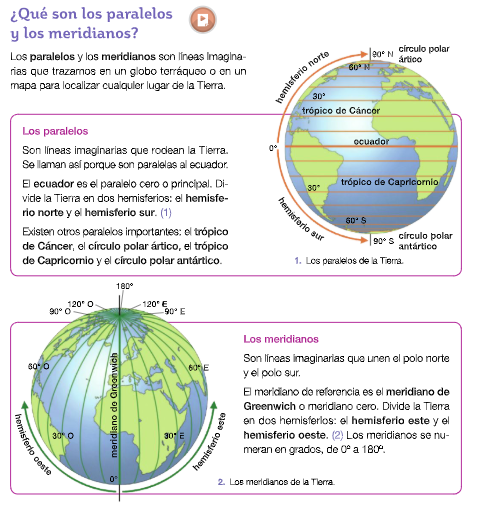 ¿Qué son los paralelos
y los meridianos?
Los paralelos y los meridianos son líneas imagina-
rias que trazamos en un globo terráqueo o en un
mapa para localizar cualquier lugar de la Tierra.
90° N círculo polar
ártico
60° N
hemisferio norte
30°
trópico de Cáncer
0°
ecuador
30°
trópico de Capricornio
hemisferio sur
60° S
90° S círculo polar
antártico
1. Los paralelos de la Tierra.
Los paralelos
Son líneas imaginarias que rodean la Tierra.
Se llaman así porque son paralelas al ecuador.
El ecuador es el paralelo cero o principal. Di-
vide la Tierra en dos hemisferios: el hemisfe-
rio norte y el hemisferio sur. (1)
Existen otros paralelos importantes: el trópico
de Cáncer, el círculo polar ártico, el trópico
de Capricornio y el círculo polar antártico.
180°
120° O 120° E
90° O 90° E
60° O 60° E
meridiano de Greenwich
30° O 30° E
hemisferio oeste hemisferio este
0°
Los meridianos
Son líneas imaginarias que unen el polo norte
y el polo sur.
El meridiano de referencia es el meridiano de
Greenwich o meridiano cero. Divide la Tierra
en dos hemisferios: el hemisferio este y el
hemisferio oeste. (2) Los meridianos se nu-
meran en grados, de 0º a 180º.
2. Los meridianos de la Tierra.